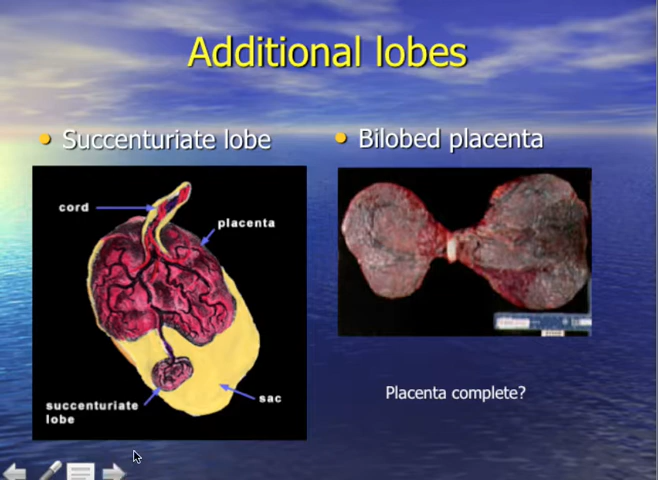 Additional lobes
• Succenturiate lobe
• Bilobed placenta
cord
placenta
succenturiate
lobe
sac
Placenta complete?